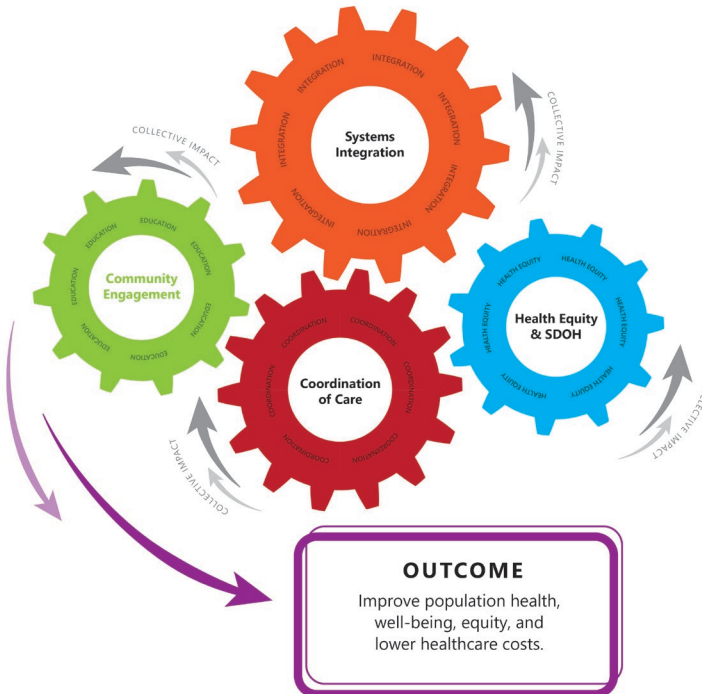 INTEGRATION
INTEGRATION
INTEGRATION
INTEGRATION
INTEGRATION
INTEGRATION
INTEGRATION
INTEGRATION
Systems
Integration
COLLECTIVE IMPACT
COLLECTIVE IMPACT
EDUCATION
EDUCATION
EDUCATION
EDUCATION
EDUCATION
EDUCATION
EDUCATION
Community
Engagement
HEALTH EQUITY
HEALTH EQUITY
HEALTH EQUITY
HEALTH EQUITY
HEALTH EQUITY
HEALTH EQUITY
Health Equity
& SDOH
COORDINATION
COORDINATION
COORDINATION
COORDINATION
COORDINATION
COORDINATION
Coordination
of Care
COLLECTIVE IMPACT
OLLECTIVE IMPACT
OUTCOME
Improve population health,
well-being, equity, and
lower healthcare costs.